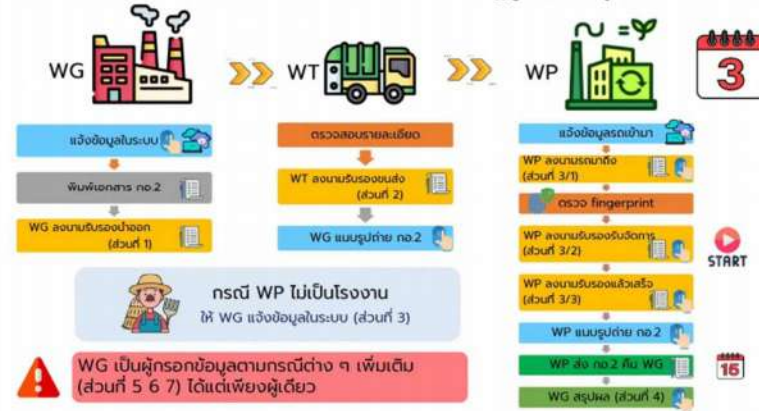 WG
WT
WP
3
แจ้งข้อมูลในระบบ
พิมพ์เอกสาร กอ.2
WG ลงนามรับรองนำออก
(ส่วนที่ 1)
ตรวจสอบรายละเอียด
WT ลงนามรับรองขนส่ง
(ส่วนที่ 2)
WG แนบรูปถ่าย กอ.2
แจ้งข้อมูลรถเข้ามา
WP ลงนามรถมาถึง
(ส่วนที่ 3/1)
ตรวจ fingerprint
WP ลงนามรับรองรับจัดการ
(ส่วนที่ 3/2)
START
WP ลงนามรับรองแล้วเสร็จ
(ส่วนที่ 3/3)
WP แนบรูปถ่าย กอ.2
WP ส่ง กอ.2 คืน WG
15
WG สรุปผล (ส่วนที่ 4)
กรณี WP ไม่เป็นโรงงาน
ให้ WG แจ้งข้อมูลในระบบ (ส่วนที่ 3)
WG เป็นผู้กรอกข้อมูลตามกรณีต่าง ๆ เพิ่มเติม
(ส่วนที่ 5 6 7) ได้แต่เพียงผู้เดียว